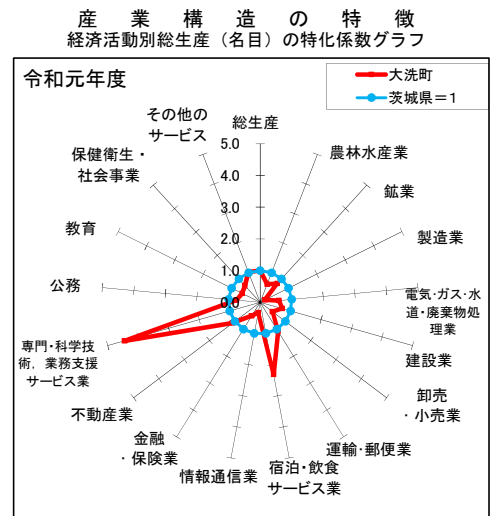 産業構造の特徴
経済活動別総生産（名目）の特化係数グラフ
令和元年度
大洗町
茨城県＝1
総生産
農林水産業
鉱業
製造業
電気･ガス･水
道･廃棄物処
理業
建設業
卸売
・小売業
運輸･郵便業
宿泊・飲食
サービス業
情報通信業
金融
・保険業
不動産業
専門・科学技
術，業務支援
サービス業
公務
教育
保健衛生・
社会事業
その他の
サービス
5.0
4.0
3.0
2.0
1.0
0.0